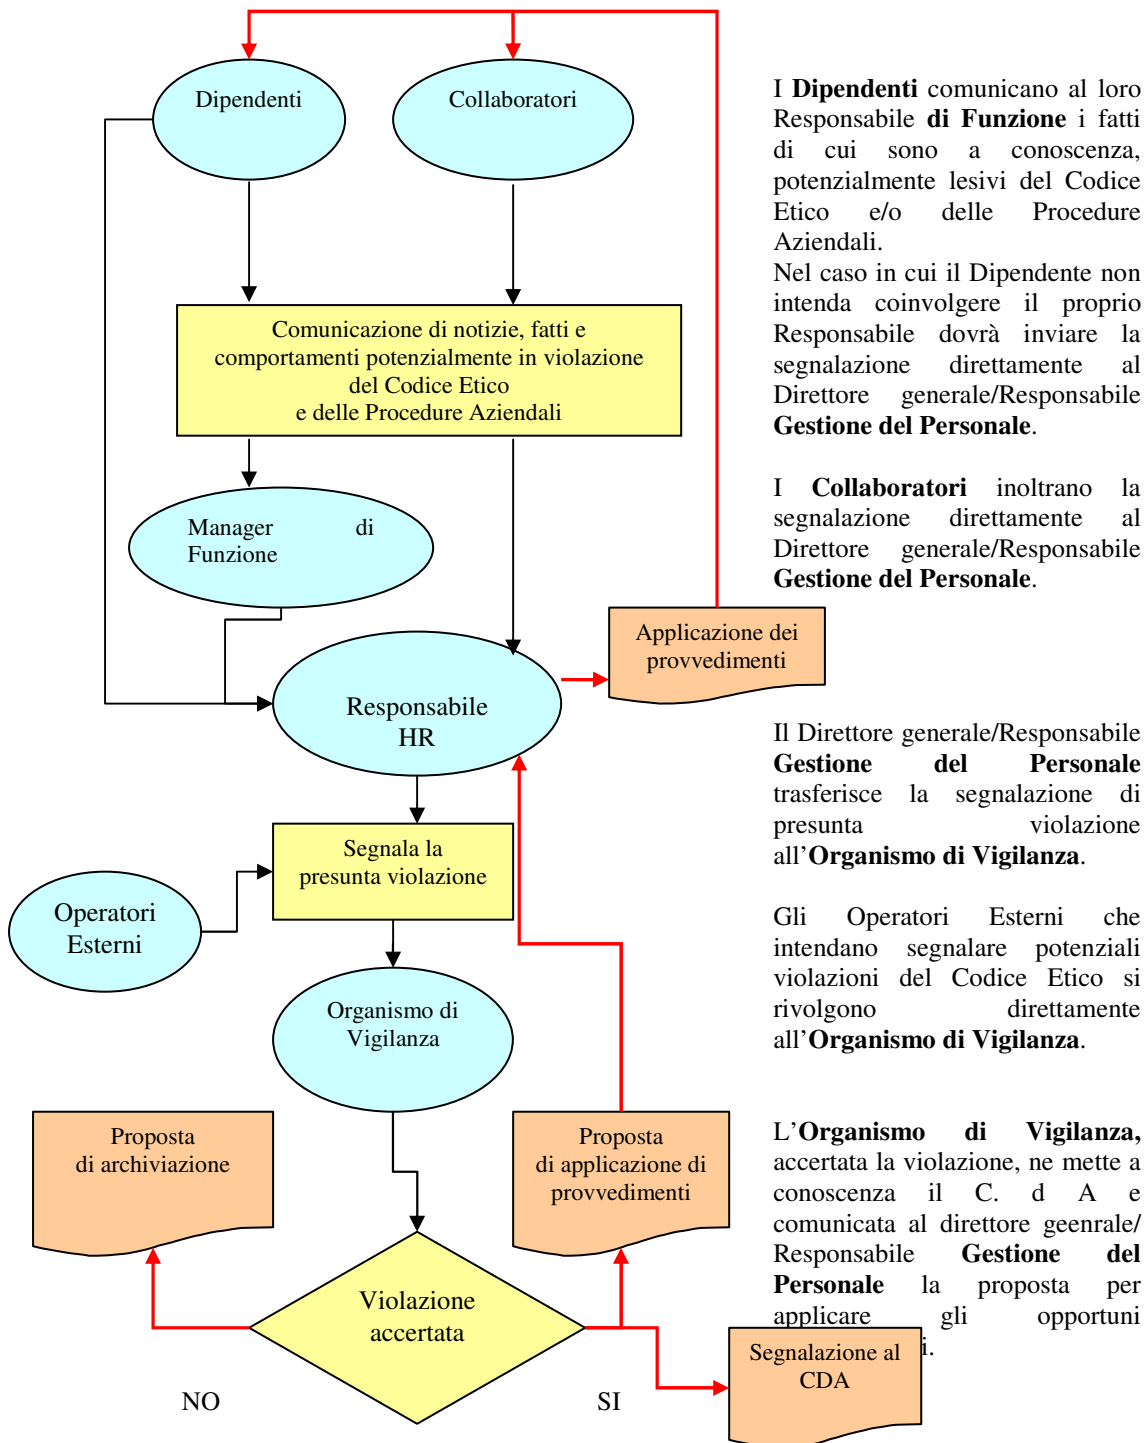 Dipendenti
Collaboratori
Comunicazione di notizie, fatti e
comportamenti potenzialmente in violazione
del Codice Etico
e delle Procedure Aziendali
Manager di
Funzione
Applicazione dei
provvedimenti
Responsabile
HR
Segnala la
presunta violazione
Operatori
Esterni
Organismo di
Vigilanza
Proposta
di archiviazione
Proposta
di applicazione di
provvedimenti
Violazione
accertata
Segnalazione al
CDA
NO
SI
I Dipendenti comunicano al loro
Responsabile di Funzione i fatti
di cui sono a conoscenza,
potenzialmente lesivi del Codice
Etico e/o delle Procedure
Aziendali.
Nel caso in cui il Dipendente non
intenda coinvolgere il proprio
Responsabile dovrà inviare la
segnalazione direttamente al
Direttore generale/Responsabile
Gestione del Personale.
I Collaboratori inoltrano la
segnalazione direttamente al
Direttore generale/Responsabile
Gestione del Personale.
Il Direttore generale/Responsabile
Gestione del Personale
trasferisce la segnalazione di
presunta violazione
all'Organismo di Vigilanza.
Gli Operatori Esterni che
intendano segnalare potenziali
violazioni del Codice Etico si
rivolgono direttamente
all'Organismo di Vigilanza.
L'Organismo di Vigilanza,
accertata la violazione, ne mette a
conoscenza il C. d A e
comunicata al direttore geenrale/
Responsabile Gestione del
Personale la proposta per
applicare gli opportuni
i.